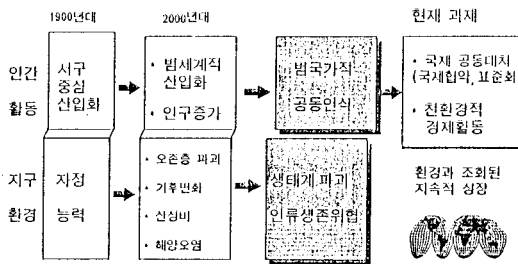 1900년대
2000년대
현재 과제
인간
활동
서구
중심
산업화
• 범세계적
산업화
• 인구증가
범국가적
공동인식
• 국제 공동대처
(국제협약, 표준화)
• 친환경적
경제활동
지구
환경
자정
능력
• 오존층 파괴
• 기후변화
• 산성비
• 해양오염
생태계 파괴
인류생존위협
환경과 조화된
지속적 성장